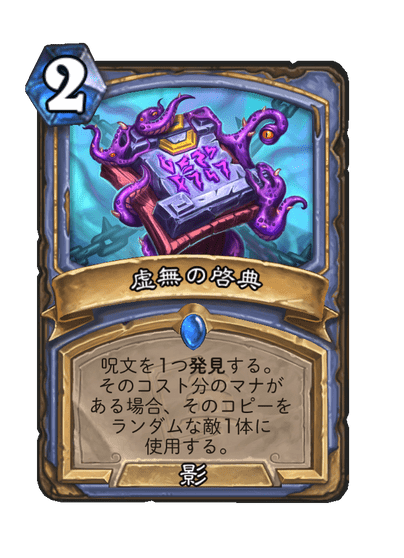 2
虚無の啓典
呪文を1つ発見する。
そのコスト分のマナが
ある場合、そのコピーを
ランダムな敵1体に
使用する。
影